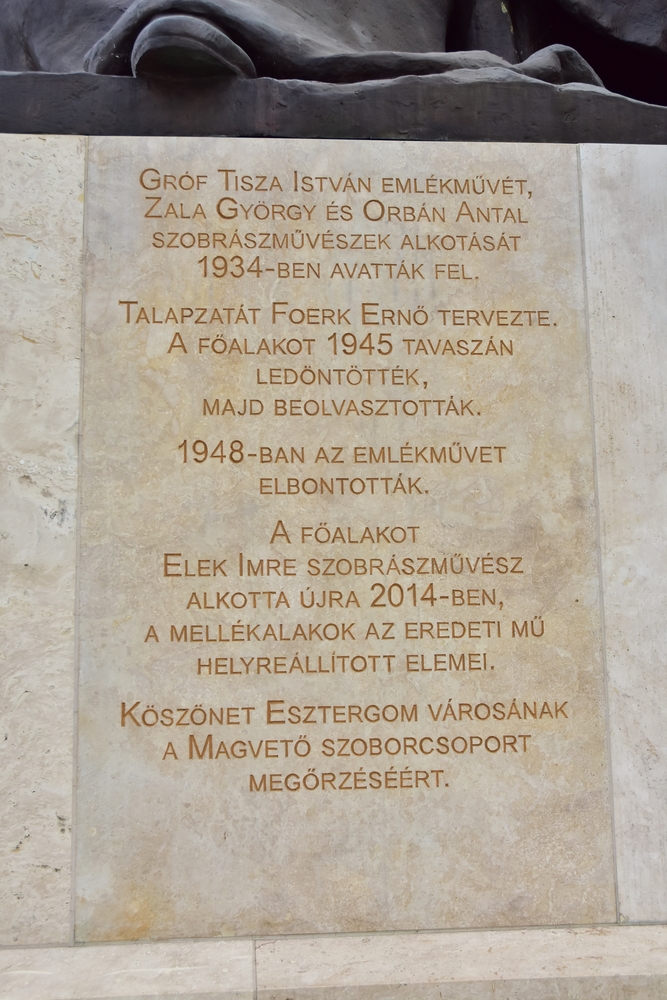 Gróf Tisza István emlékművét,
Zala György és Orbán Antal
szobrászművészek alkotását
1934-ben avatták fel.
Talapzatát Foerk Ernő tervezte.
A főalakot 1945 tavaszán
ledöntötték,
majd beolvasztották.
1948-ban az emlékművet
elbontották.
A főalakot
Elek Imre szobrászművész
alkotta újra 2014-ben,
a mellékalakok az eredeti mű
helyreállított elemei.
Köszönet Esztergom városának
a Magvető szoborcsoport
megőrzéséért.